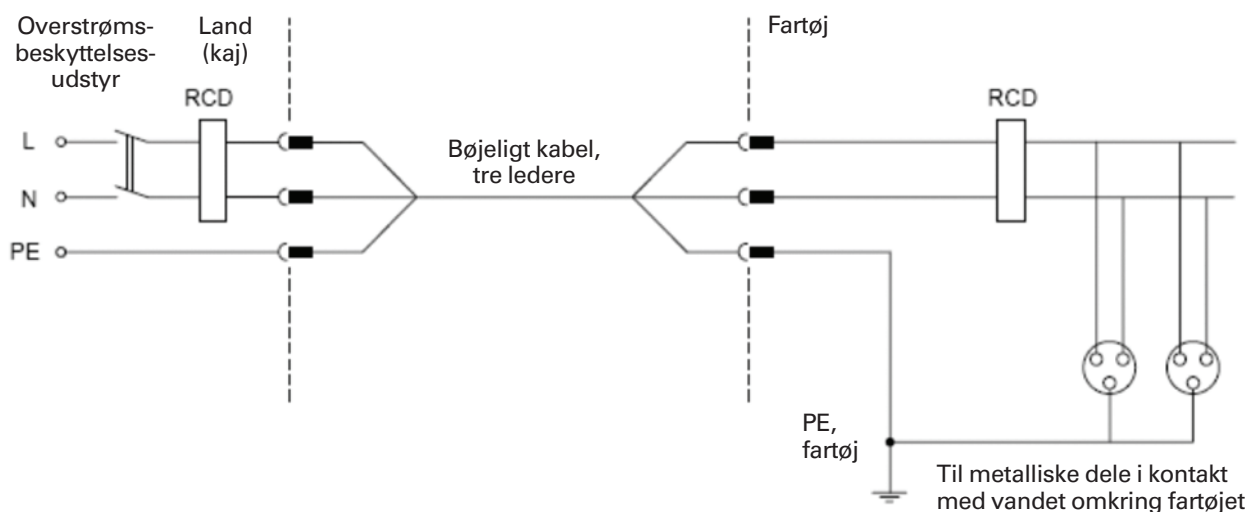 Overstrøms-
beskyttelses-
udstyr
Land
(kaj)
Fartøj
RCD
RCD
L
Bøjeligt kabel,
tre ledere
N
PE
PE,
fartøj
Til metalliske dele i kontakt
med vandet omkring fartøjet